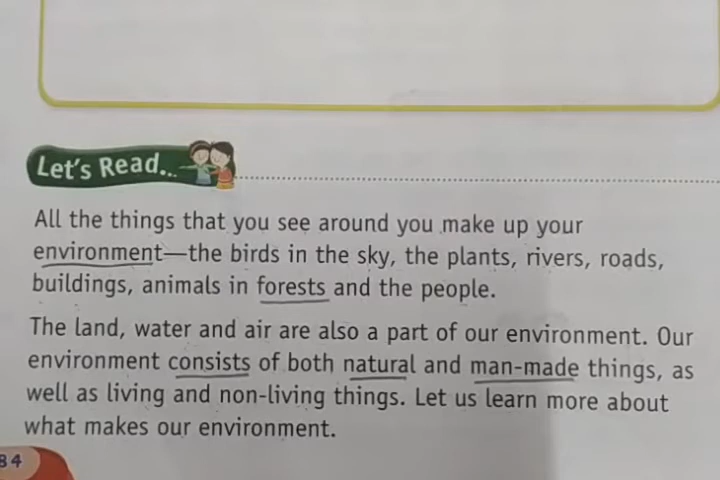 Let's Read...
All the things that you see around you make up your
environment—the birds in the sky, the plants, rivers, roads,
buildings, animals in forests and the people.
The land, water and air are also a part of our environment. Our
environment consists of both natural and man-made things, as
well as living and non-living things. Let us learn more about
what makes our environment.
84